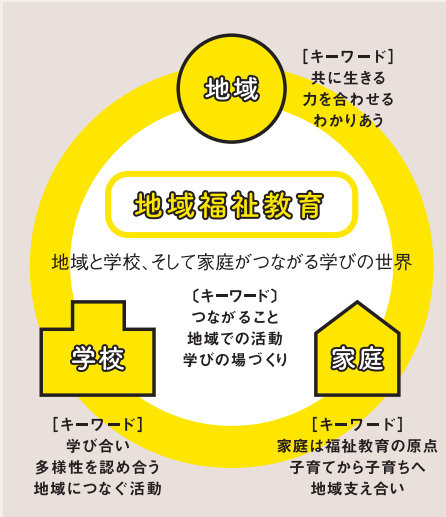 地域
[キーワード]
共に生きる
力を合わせる
わかりあう
地域福祉教育
地域と学校、そして家庭がつながる学びの世界
〔キーワード〕
つながること
地域での活動
学びの場づくり
学校
[キーワード]
学び合い
多様性を認め合う
地域につなぐ活動
家庭
[キーワード]
家庭は福祉教育の原点
子育てから子育ちへ
地域支え合い